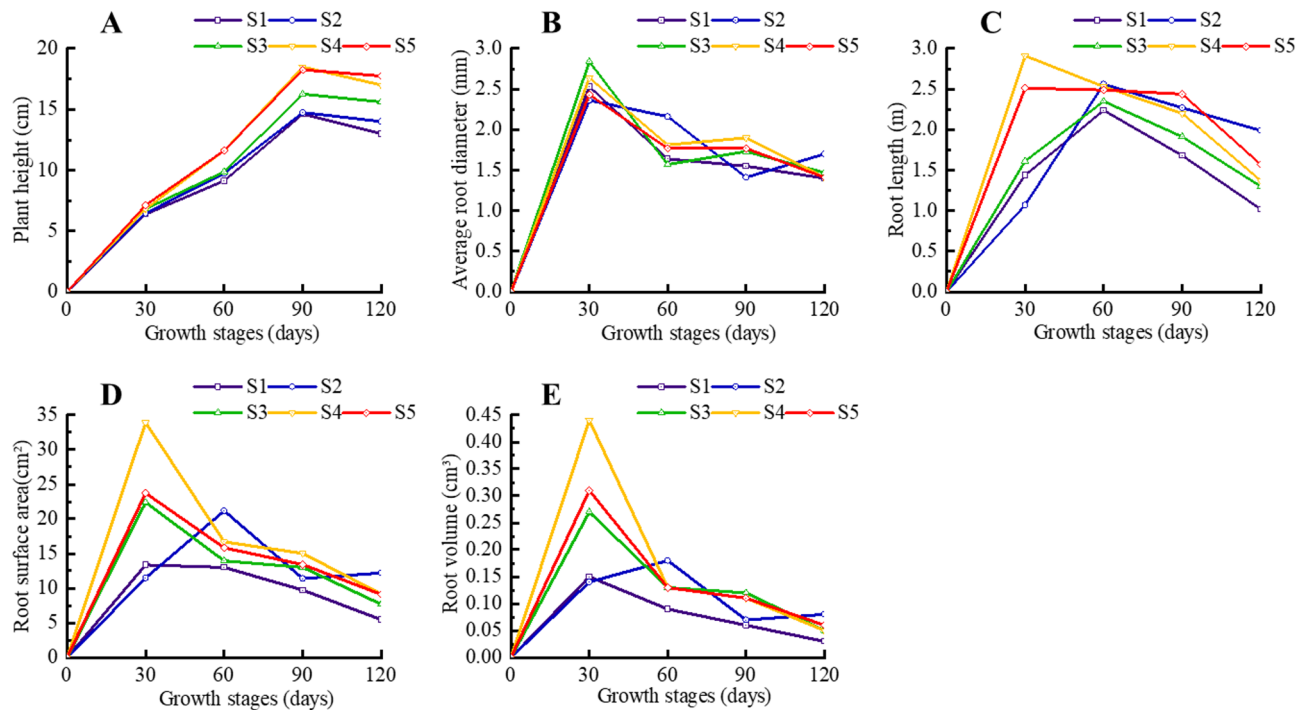 A
S1 S2
S3 S4 S5
Plant height (cm)
20
15
10
5
0
0 30 60 90 120
Growth stages (days)
B
S1 S2
S3 S4 S5
Average root diameter (mm)
3.0
2.5
2.0
1.5
1.0
0.5
0.0
0 30 60 90 120
Growth stages (days)
C
S1 S2
S3 S4 S5
Root length (m)
3.0
2.5
2.0
1.5
1.0
0.5
0.0
0 30 60 90 120
Growth stages (days)
D
S1 S2
S3 S4 S5
Root surface area(cm²)
35
30
25
20
15
10
5
0
0 30 60 90 120
Growth stages (days)
E
S1 S2
S3 S4 S5
Root volume (cm³)
0.45
0.40
0.35
0.30
0.25
0.20
0.15
0.10
0.05
0.00
0 30 60 90 120
Growth stages (days)